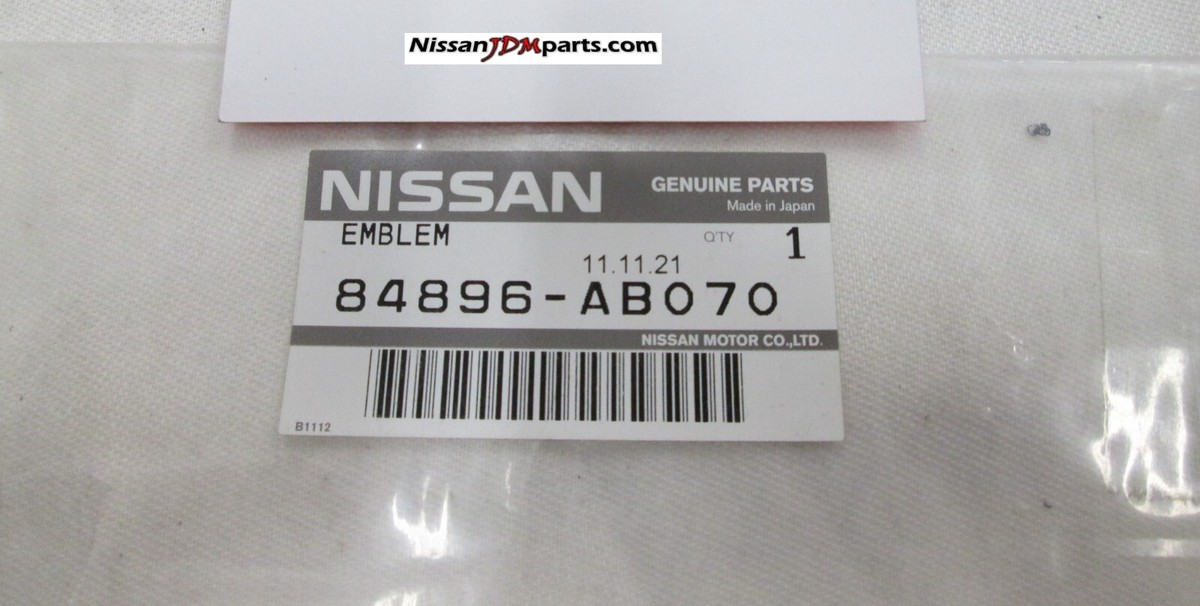 NissanJDMparts.com
NISSAN GENUINE PARTS
Made in Japan
EMBLEM Q'TY 1
11.11.21
84896-AB070
NISSAN MOTOR CO.,LTD.
B1112